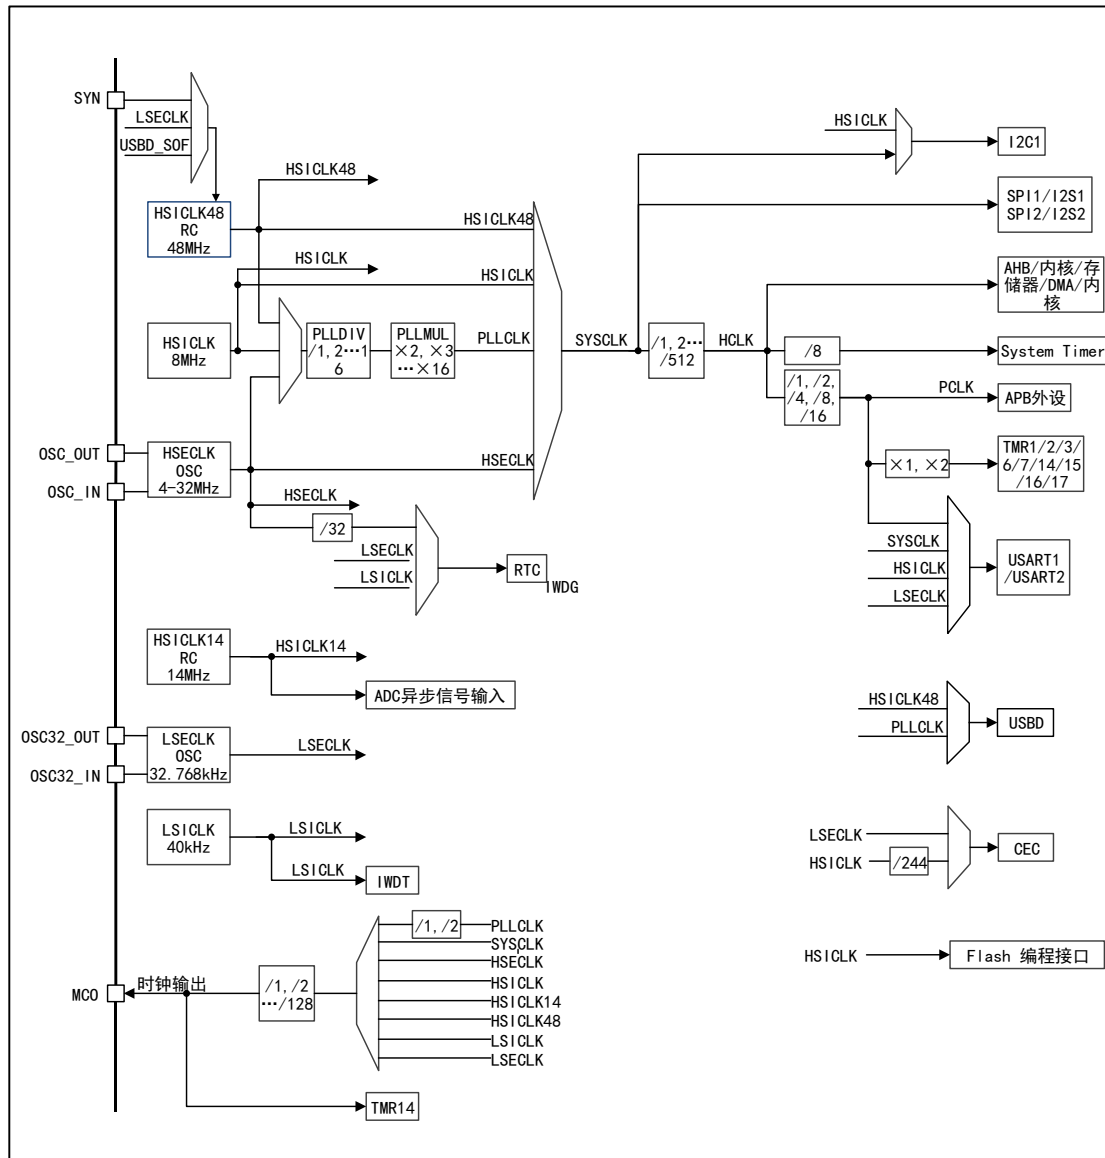 SYN
LSECLK
USBD_SOF
HSICLK48
RC
48MHz
HSICLK48
HSICLK48
HSICLK
HSICLK
HSICLK
8MHz
PLLDIV
/1, 2…1
6
PLLMUL
×2, ×3
…×16
PLLCLK
OSC_OUT
OSC_IN
HSECLK
OSC
4-32MHz
HSECLK
HSECLK
/32
LSECLK
LSICLK
RTC
IWDG
SYSCLK
/1, 2…
/512
HCLK
HSICLK
I2C1
SPI1/I2S1
SPI2/I2S2
AHB/内核/存
储器/DMA/内
核
/8
System Timer
/1, /2,
/4, /8,
/16
PCLK
APB外设
×1, ×2
TMR1/2/3/
6/7/14/15
/16/17
SYSCLK
HSICLK
LSECLK
USART1
/USART2
HSICLK14
RC
14MHz
HSICLK14
ADC异步信号输入
HSICLK48
PLLCLK
USBD
OSC32_OUT
OSC32_IN
LSECLK
OSC
32.768kHz
LSECLK
LSICLK
40kHz
LSICLK
LSICLK
IWDT
LSECLK
HSICLK
/244
CEC
HSICLK
Flash 编程接口
MCO
时钟输出
/1, /2
…/128
/1, /2
PLLCLK
SYSCLK
HSECLK
HSICLK
HSICLK14
HSICLK48
LSICLK
LSECLK
TMR14